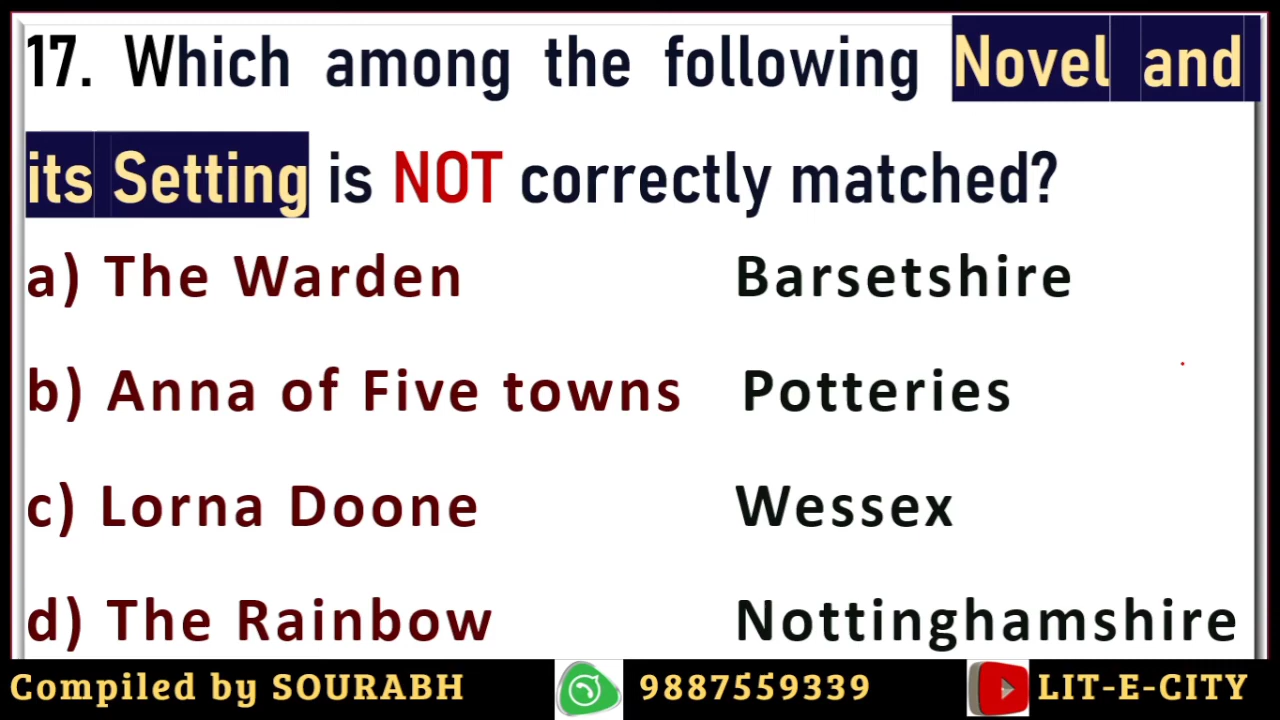 17. Which among the following Novel and
its Setting is NOT correctly matched?
a) The Warden Barsetshire
b) Anna of Five towns Potteries
c) Lorna Doone Wessex
d) The Rainbow Nottinghamshire
Compiled by SOURABH 9887559339 LIT-E-CITY